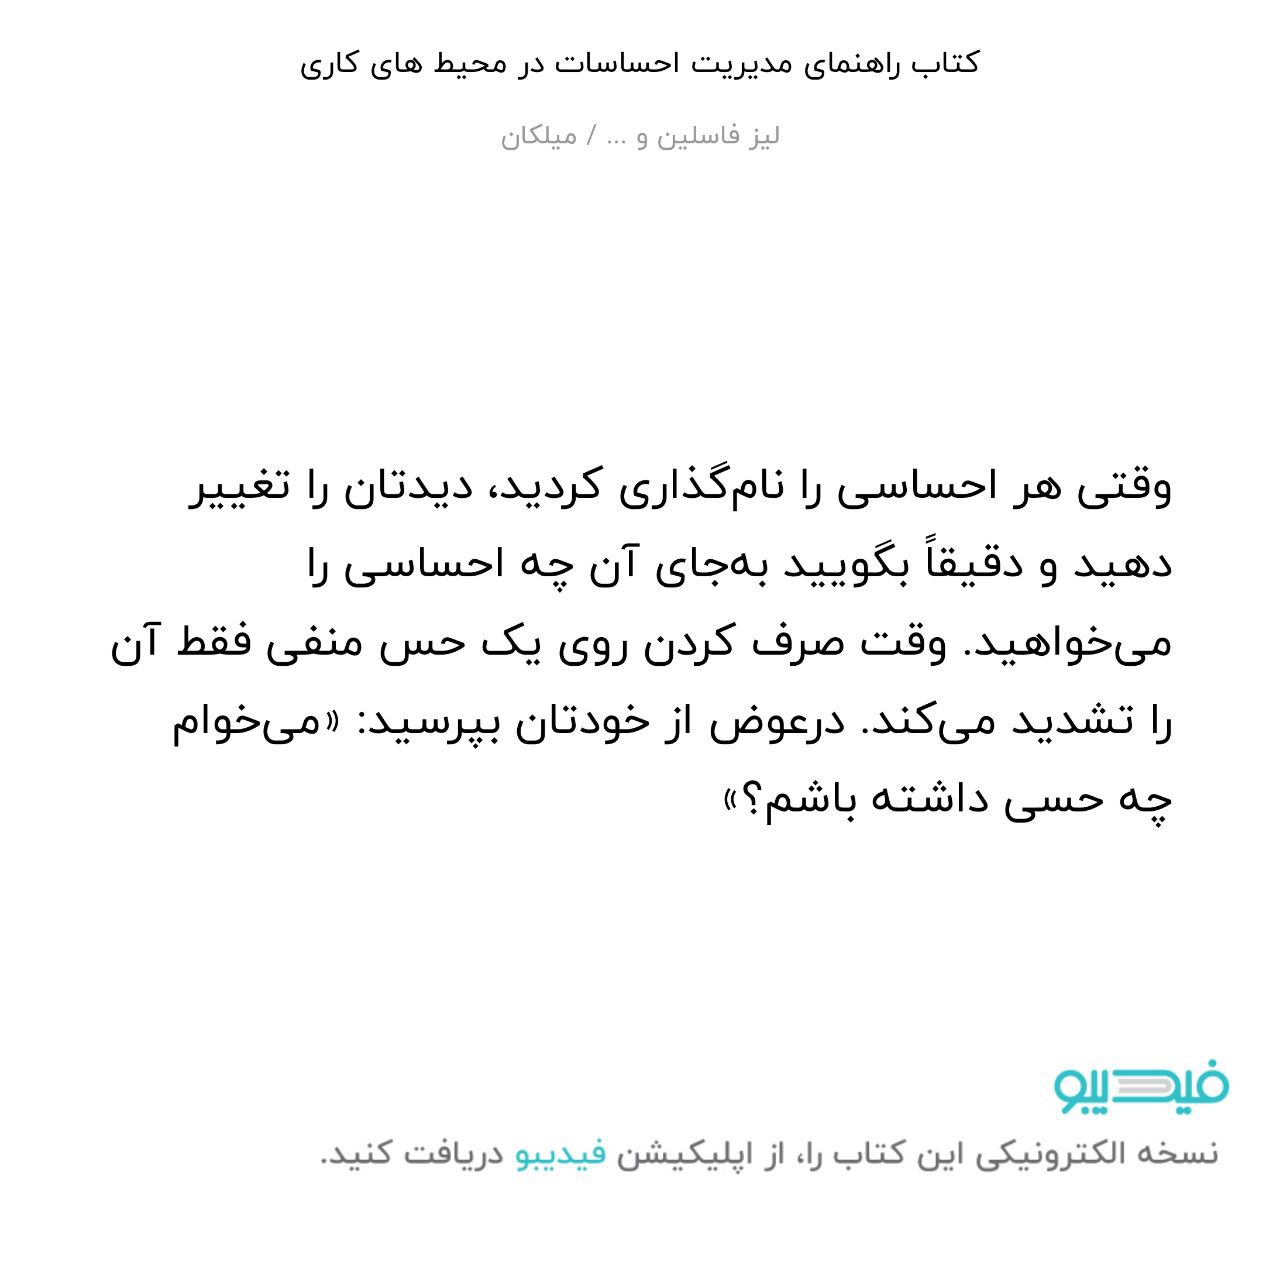 کتاب راهنمای مدیریت احساسات در محیط های کاری
لیز فاسلین و ... / میلکان
وقتی هر احساسی را نام‌گذاری کردید، دیدتان را تغییر
دهید و دقیقاً بگویید به‌جای آن چه احساسی را
می‌خواهید. وقت صرف کردن روی یک حس منفی فقط آن
را تشدید می‌کند. درعوض از خودتان بپرسید: «می‌خوام
چه حسی داشته باشم؟»
فیدیبو
نسخه الکترونیکی این کتاب را، از اپلیکیشن فیدیبو دریافت کنید.